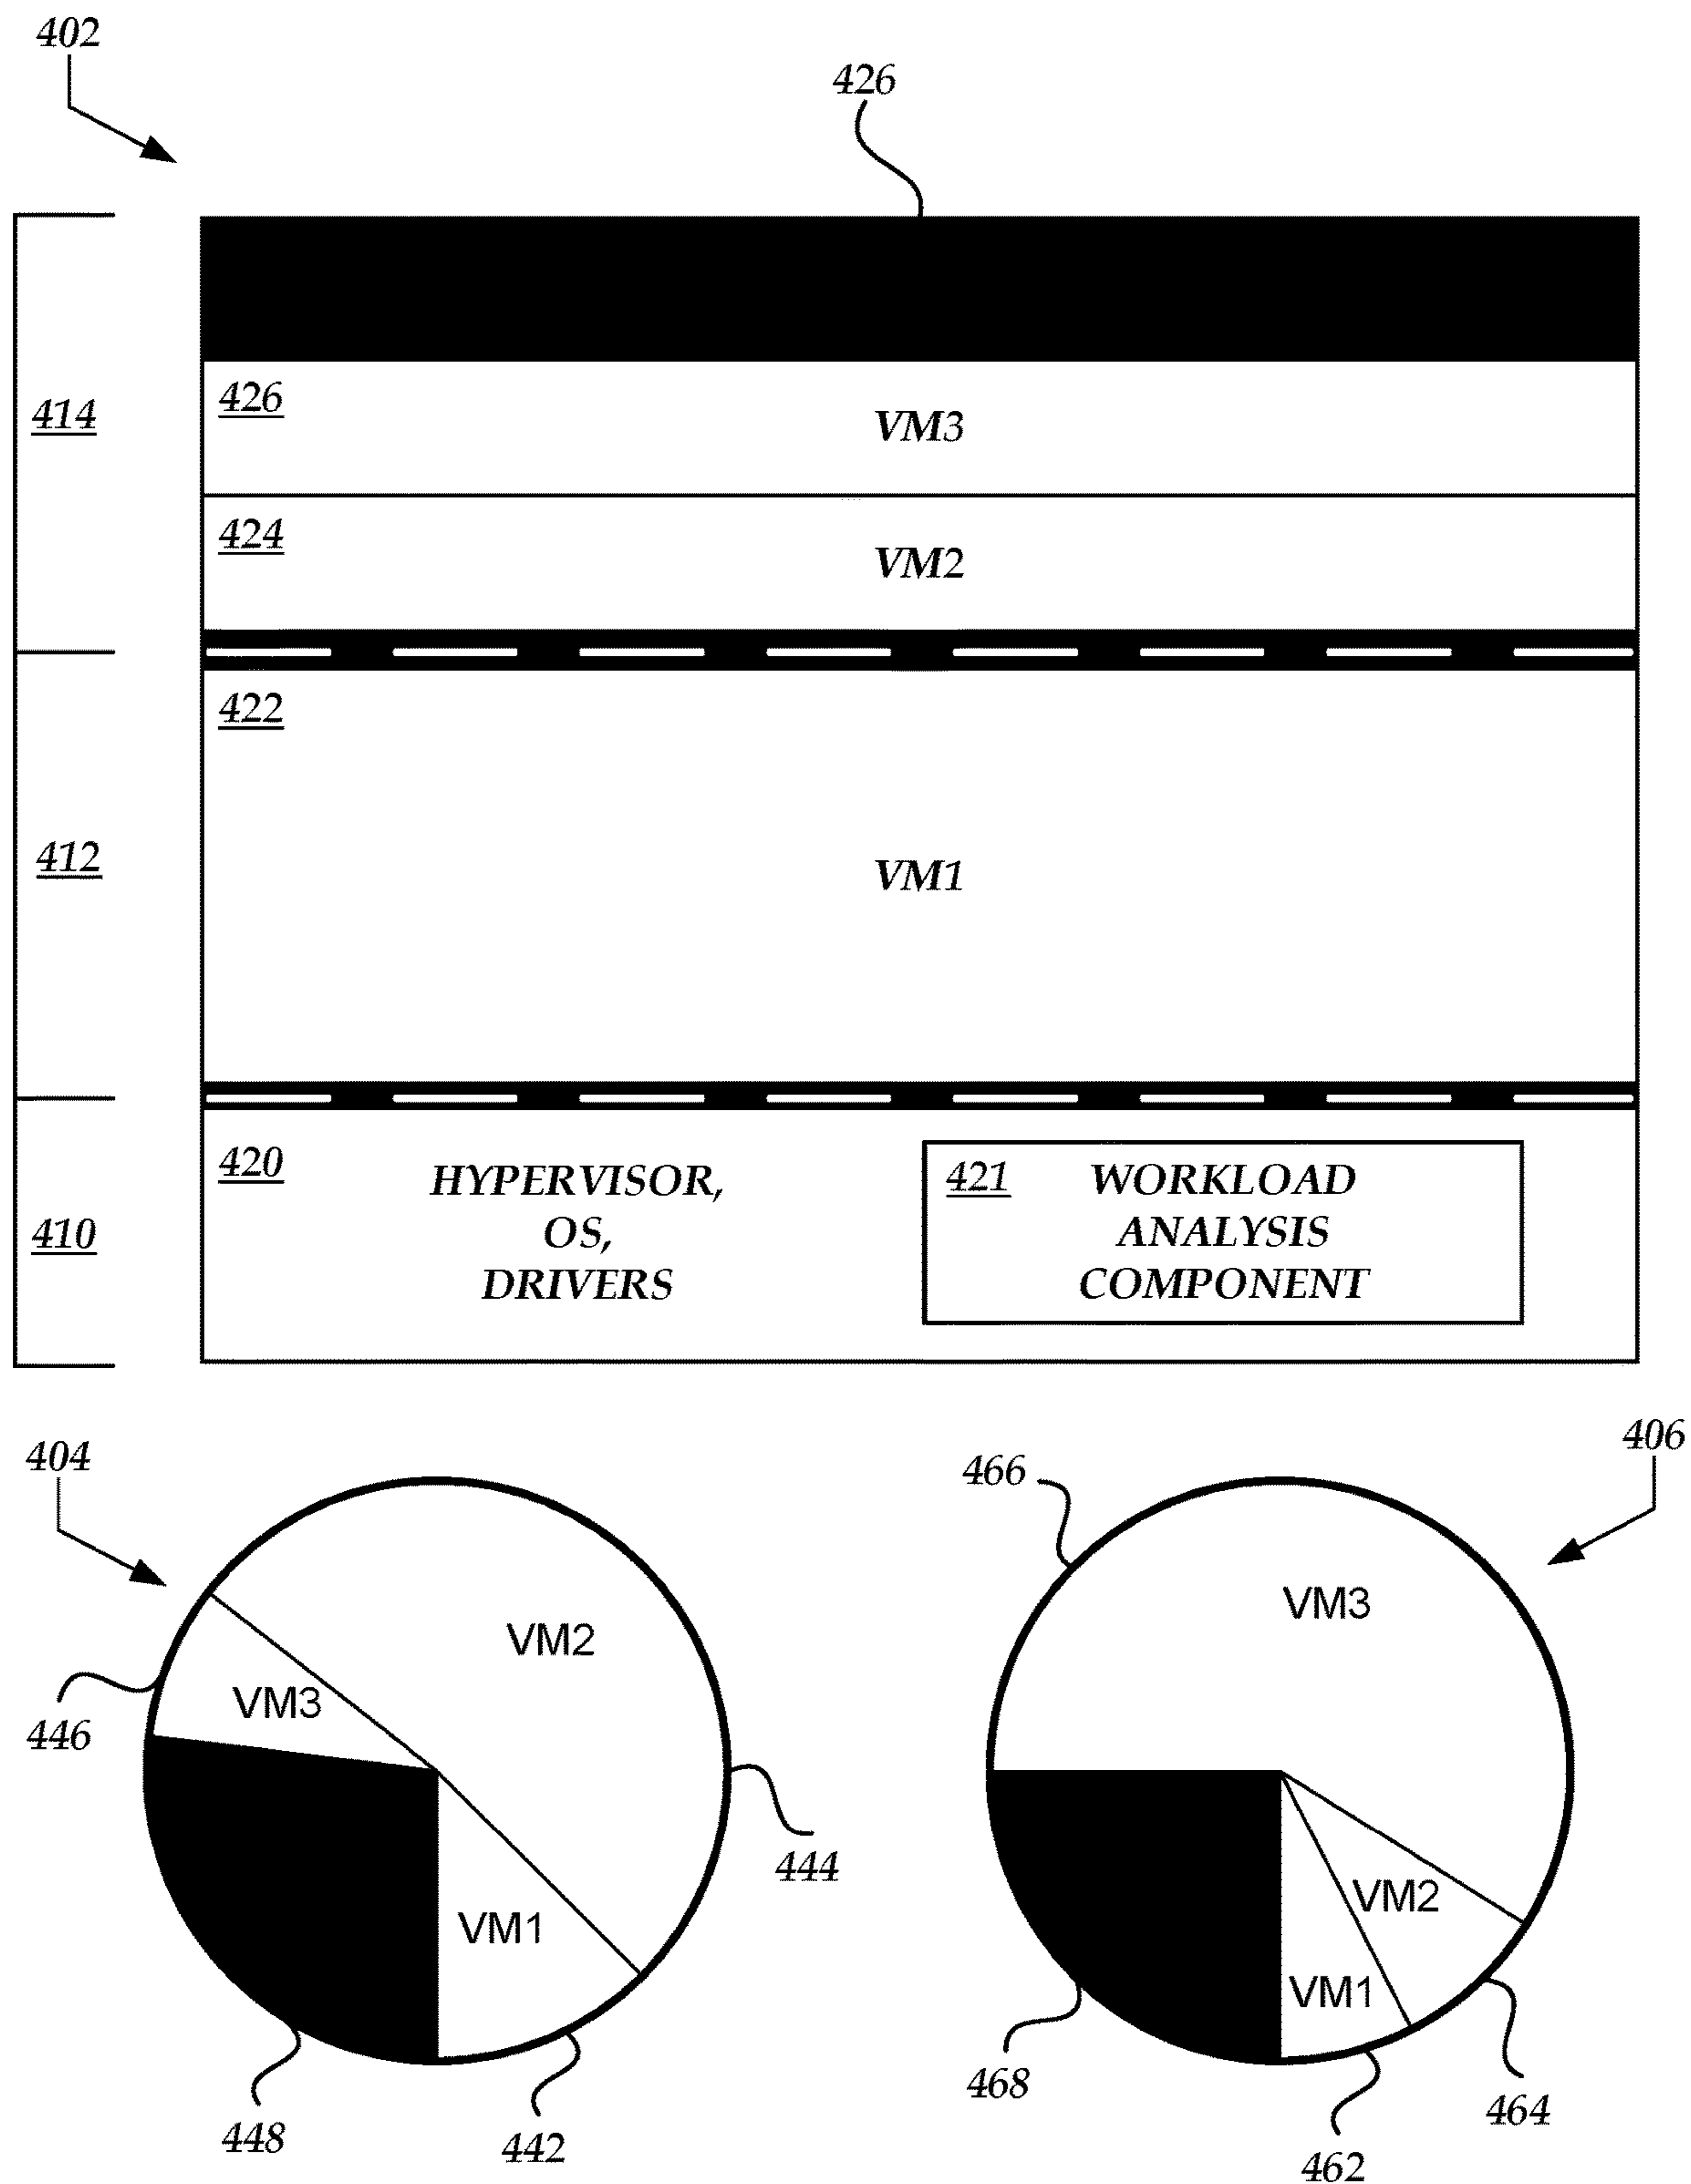 402
426
414
426
VM3
424
VM2
422
412
VM1
420
HYPERVISOR,
OS,
DRIVERS
421
WORKLOAD
ANALYSIS
COMPONENT
410
404
VM2
VM3
446
444
VM1
448
442
406
466
VM3
VM2
VM1
468
464
462